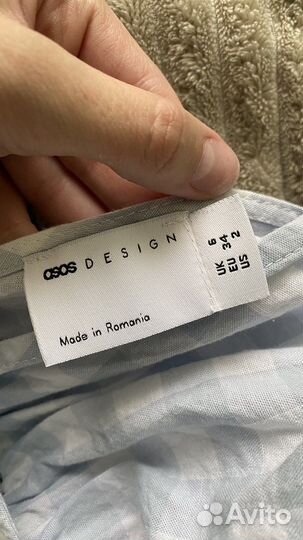 asos DESIGN
Made in Romania
UK 6
EU 34
US 2
Avito